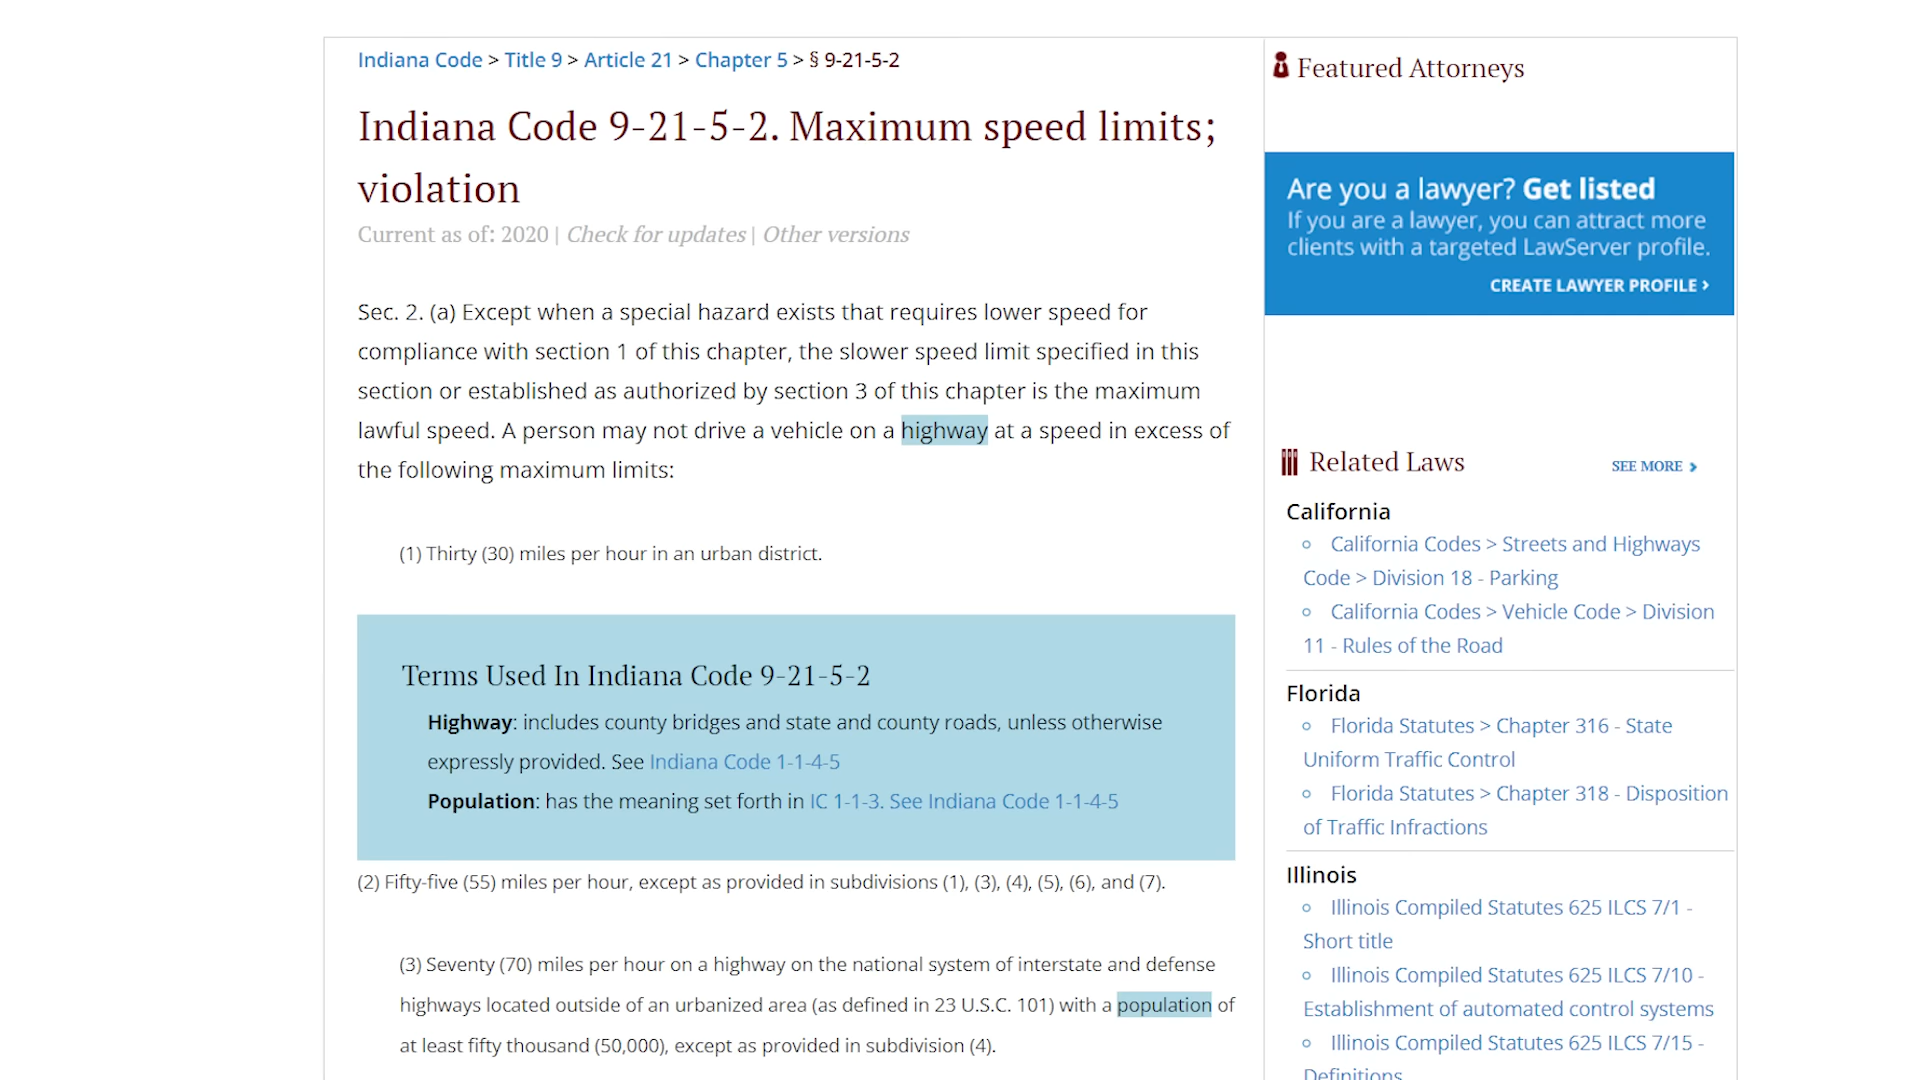 Indiana Code > Title 9 > Article 21 > Chapter 5 > § 9-21-5-2
Indiana Code 9-21-5-2. Maximum speed limits;
violation
Current as of: 2020 | Check for updates | Other versions
Sec. 2. (a) Except when a special hazard exists that requires lower speed for
compliance with section 1 of this chapter, the slower speed limit specified in this
section or established as authorized by section 3 of this chapter is the maximum
lawful speed. A person may not drive a vehicle on a highway at a speed in excess of
the following maximum limits:
(1) Thirty (30) miles per hour in an urban district.
Terms Used In Indiana Code 9-21-5-2
Highway: includes county bridges and state and county roads, unless otherwise
expressly provided. See Indiana Code 1-1-4-5
Population: has the meaning set forth in IC 1-1-3. See Indiana Code 1-1-4-5
(2) Fifty-five (55) miles per hour, except as provided in subdivisions (1), (3), (4), (5), (6), and (7).
(3) Seventy (70) miles per hour on a highway on the national system of interstate and defense
highways located outside of an urbanized area (as defined in 23 U.S.C. 101) with a population of
at least fifty thousand (50,000), except as provided in subdivision (4).
Featured Attorneys
Are you a lawyer? Get listed
If you are a lawyer, you can attract more
clients with a targeted LawServer profile.
CREATE LAWYER PROFILE >
Related Laws
SEE MORE >
California
California Codes > Streets and Highways
Code > Division 18 - Parking
California Codes > Vehicle Code > Division
11 - Rules of the Road
Florida
Florida Statutes > Chapter 316 - State
Uniform Traffic Control
Florida Statutes > Chapter 318 - Disposition
of Traffic Infractions
Illinois
Illinois Compiled Statutes 625 ILCS 7/1 -
Short title
Illinois Compiled Statutes 625 ILCS 7/10 -
Establishment of automated control systems
Illinois Compiled Statutes 625 ILCS 7/15 -
Definitions